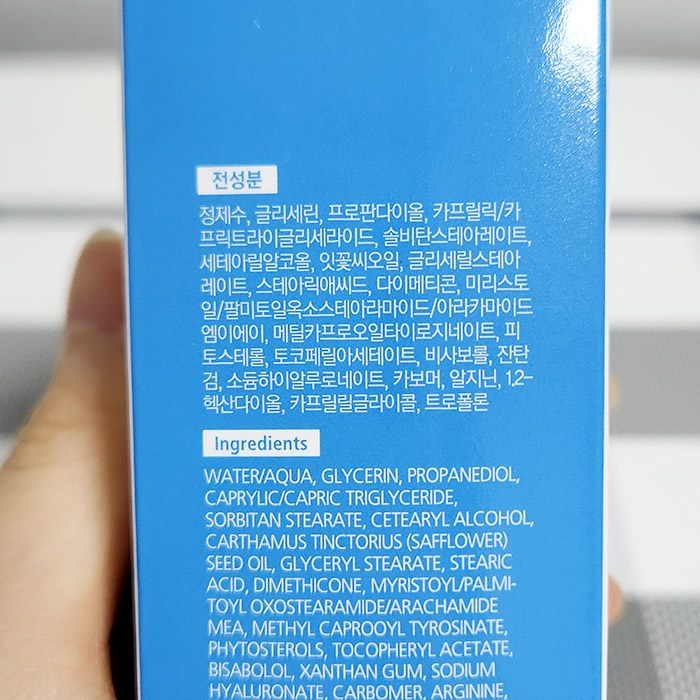 전성분
정제수, 글리세린, 프로판다이올, 카프릴릭/카
프릭트라이글리세라이드, 솔비탄스테아레이트,
세테아릴알코올, 잇꽃씨오일, 글리세릴스테아
레이트, 스테아릭애씨드, 다이메티콘, 미리스토
일/팔미토일옥소스테아라마이드/아라카마이드
엠이에이, 메틸카프로오일타이로지네이트, 피
토스테롤, 토코페릴아세테이트, 비사보롤, 잔탄
검, 소듐하이알루로네이트, 카보머, 알지닌, 1,2-
헥산다이올, 카프릴릴글라이콜, 트로폴론
Ingredients
WATER/AQUA, GLYCERIN, PROPANEDIOL,
CAPRYLIC/CAPRIC TRIGLYCERIDE,
SORBITAN STEARATE, CETEARYL ALCOHOL,
CARTHAMUS TINCTORIUS (SAFFLOWER)
SEED OIL, GLYCERYL STEARATE, STEARIC
ACID, DIMETHICONE, MYRISTOYL/PALMI-
TOYL OXOSTEARAMIDE/ARACHAMIDE
MEA, METHYL CAPROOYL TYROSINATE,
PHYTOSTEROLS, TOCOPHERYL ACETATE,
BISABOLOL, XANTHAN GUM, SODIUM
HYALURONATE, CARBOMER, ARGININE,